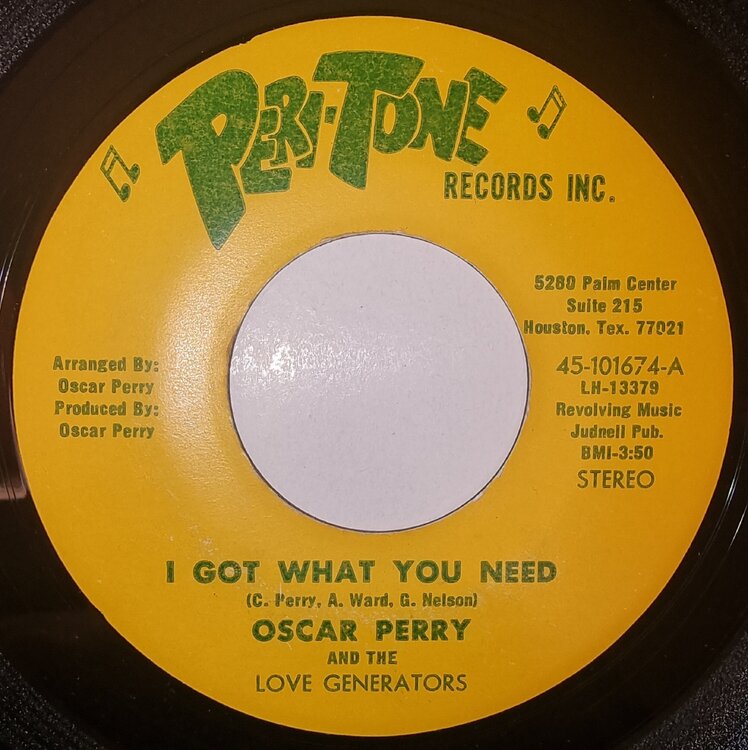 PERI-TONE
RECORDS INC.
5280 Palm Center
Suite 215
Houston, Tex. 77021
Arranged By:
Oscar Perry
Produced By:
Oscar Perry
45-101674-A
LH-13379
Revolving Music
Judnell Pub.
BMI-3:50
STEREO
I GOT WHAT YOU NEED
(C. Perry, A. Ward, G. Nelson)
OSCAR PERRY
AND THE
LOVE GENERATORS